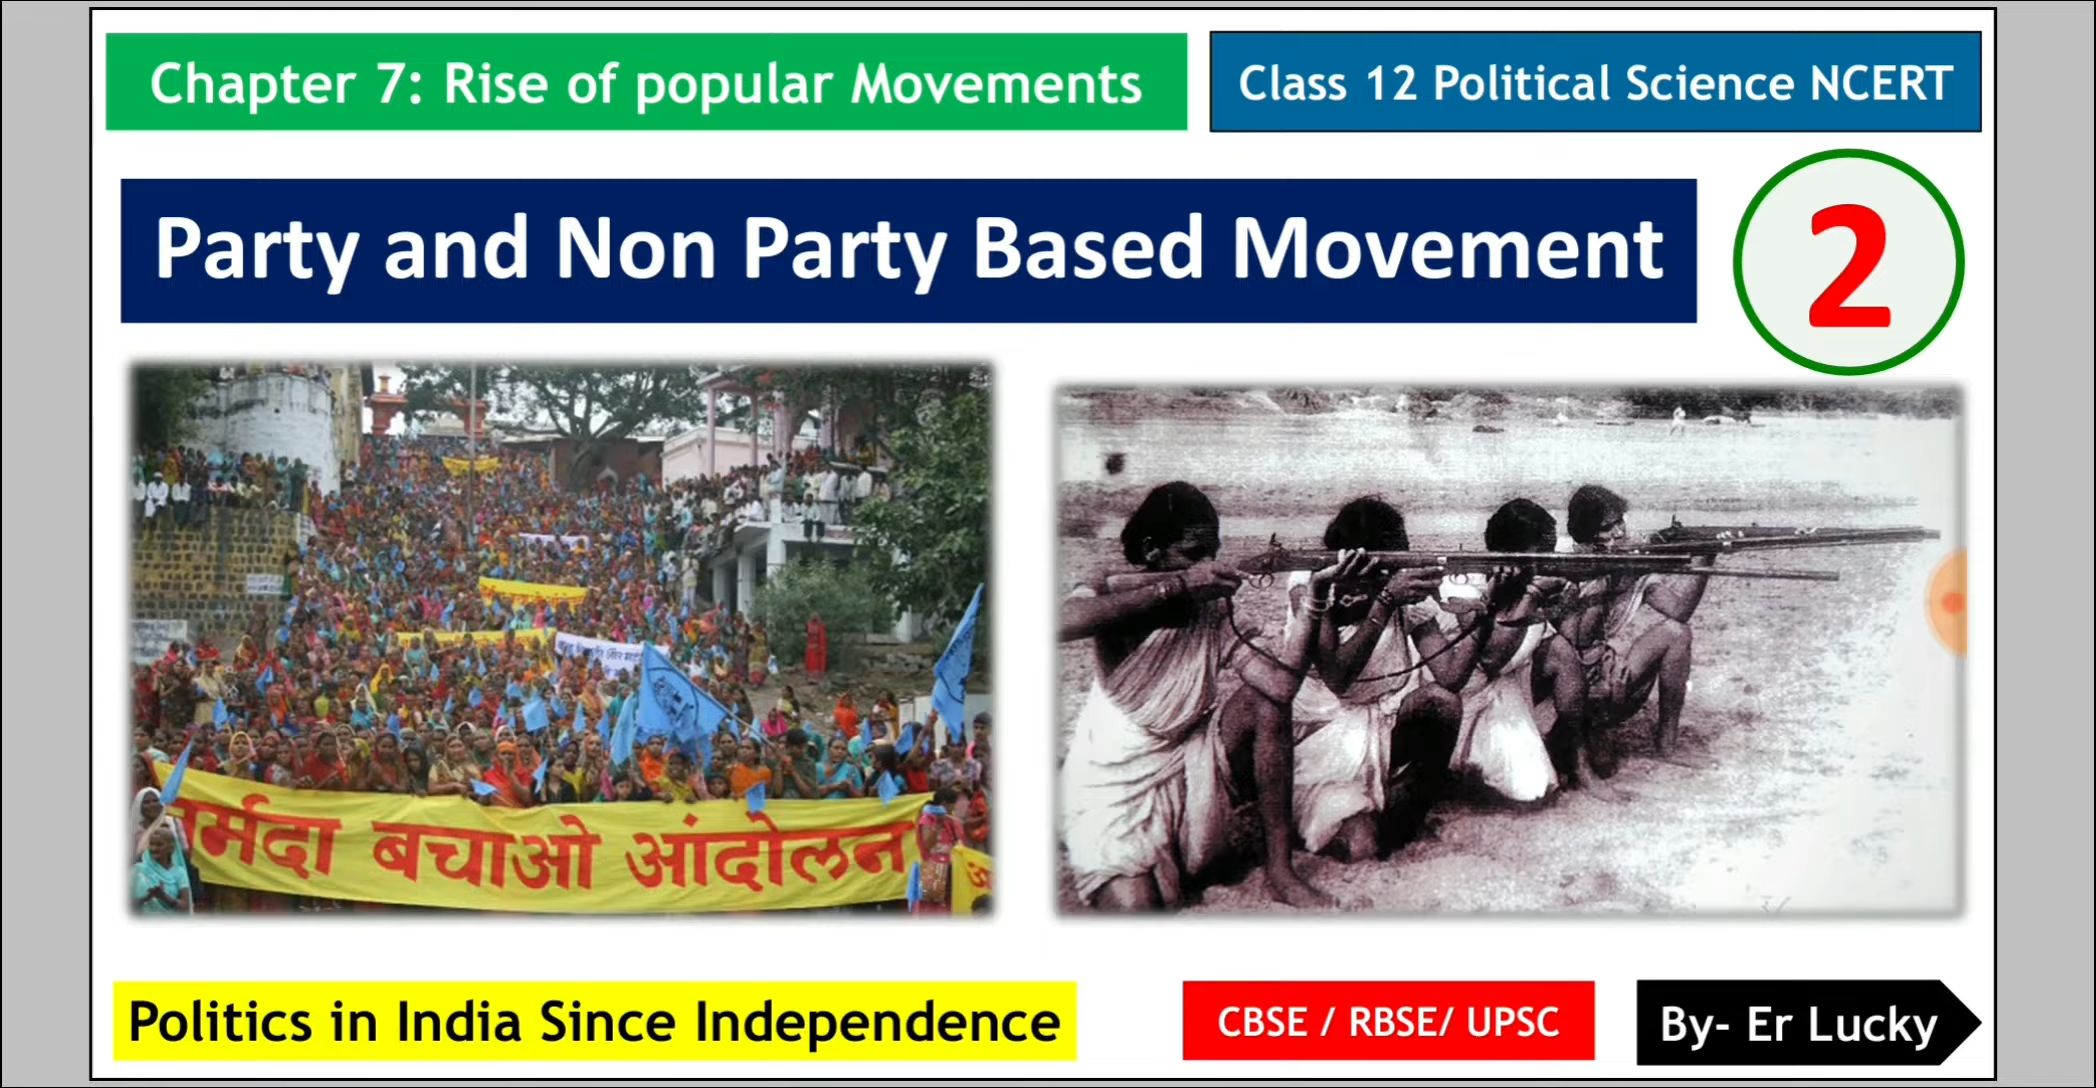 Chapter 7: Rise of popular Movements
Class 12 Political Science NCERT
Party and Non Party Based Movement
2
नर्मदा बचाओ आंदोलन
Politics in India Since Independence
CBSE / RBSE/ UPSC
By- Er Lucky